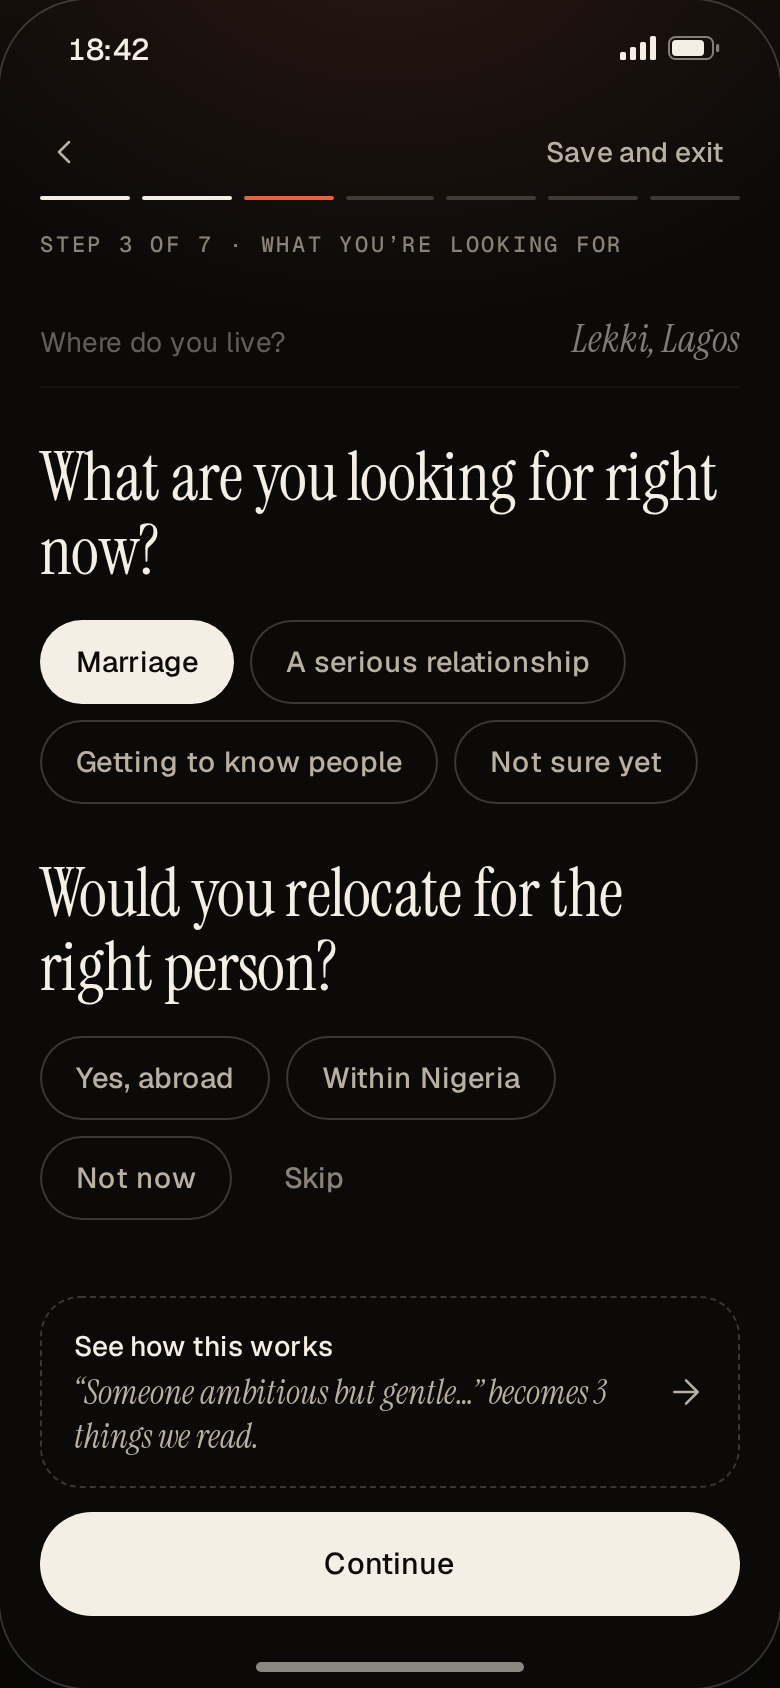 18:42
Save and exit
STEP 3 OF 7 · WHAT YOU’RE LOOKING FOR
Where do you live?
Lekki, Lagos
What are you looking for right
now?
Marriage
A serious relationship
Getting to know people
Not sure yet
Would you relocate for the
right person?
Yes, abroad
Within Nigeria
Not now
Skip
See how this works
“Someone ambitious but gentle…” becomes 3
things we read.
Continue